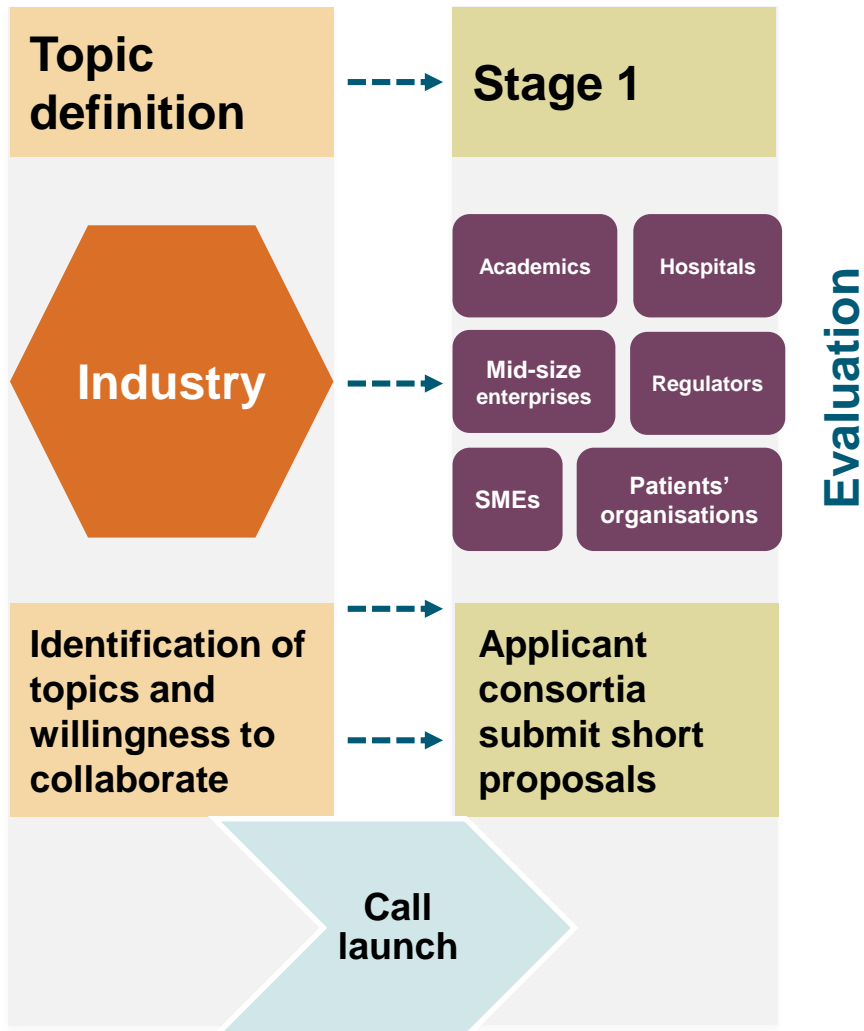 Topic
definition
Stage 1
Industry
Academics
Hospitals
Mid-size
enterprises
Regulators
SMEs
Patients’
organisations
Evaluation
Identification of
topics and
willingness to
collaborate
Applicant
consortia
submit short
proposals
Call
launch